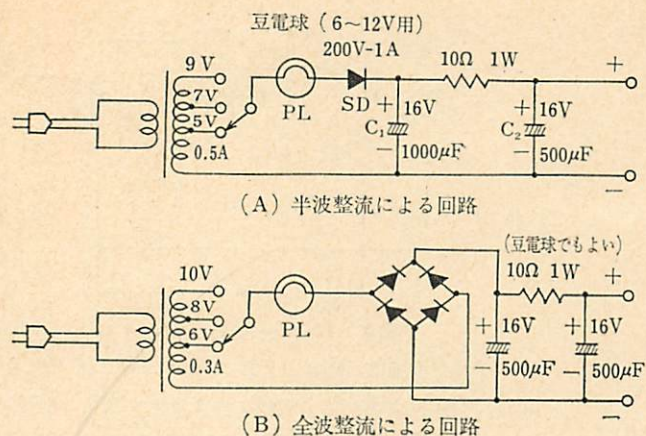 豆電球（6～12V用）
200V-1A
9V
7V
5V
0.5A
PL
SD
+
16V
C₁
−
1000μF
10Ω 1W
+
16V
C₂
−
500μF
+
−
(A) 半波整流による回路
10V
8V
6V
0.3A
PL
(豆電球でもよい)
10Ω 1W
+
16V
−
500μF
+
16V
−
500μF
+
−
(B) 全波整流による回路